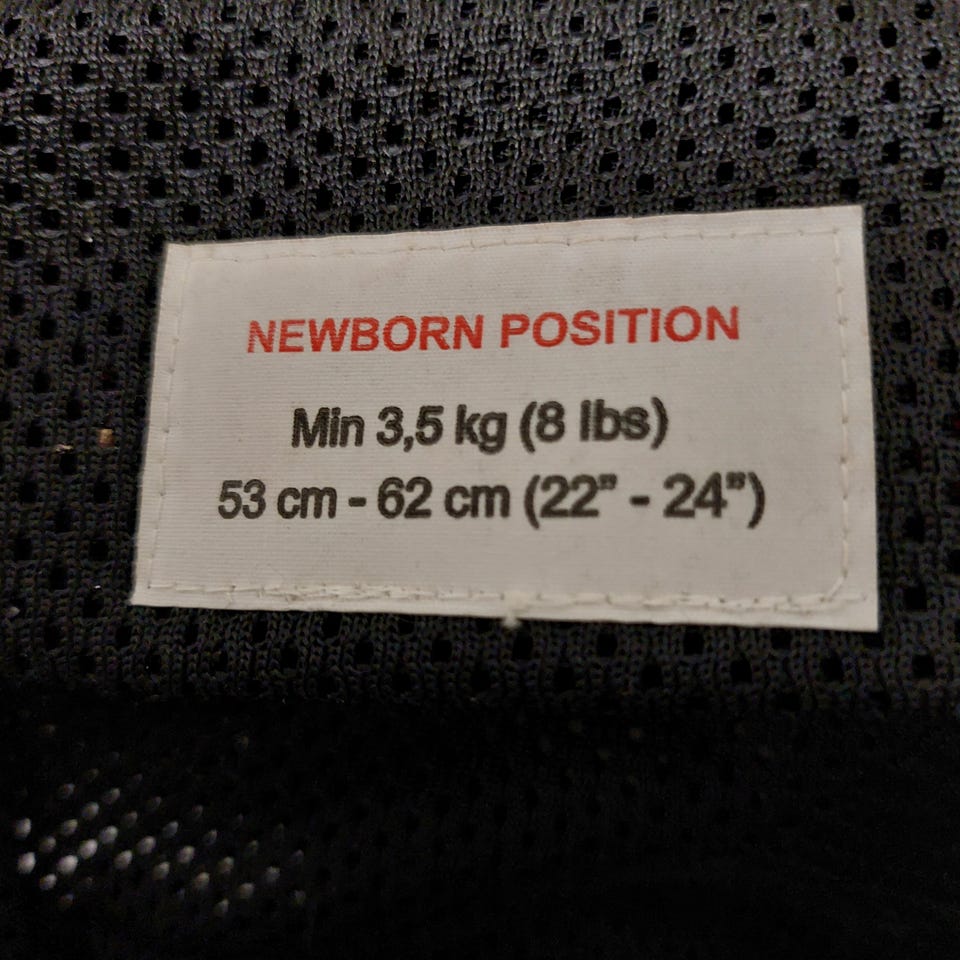 NEWBORN POSITION
Min 3,5 kg (8 lbs)
53 cm - 62 cm (22” - 24”)